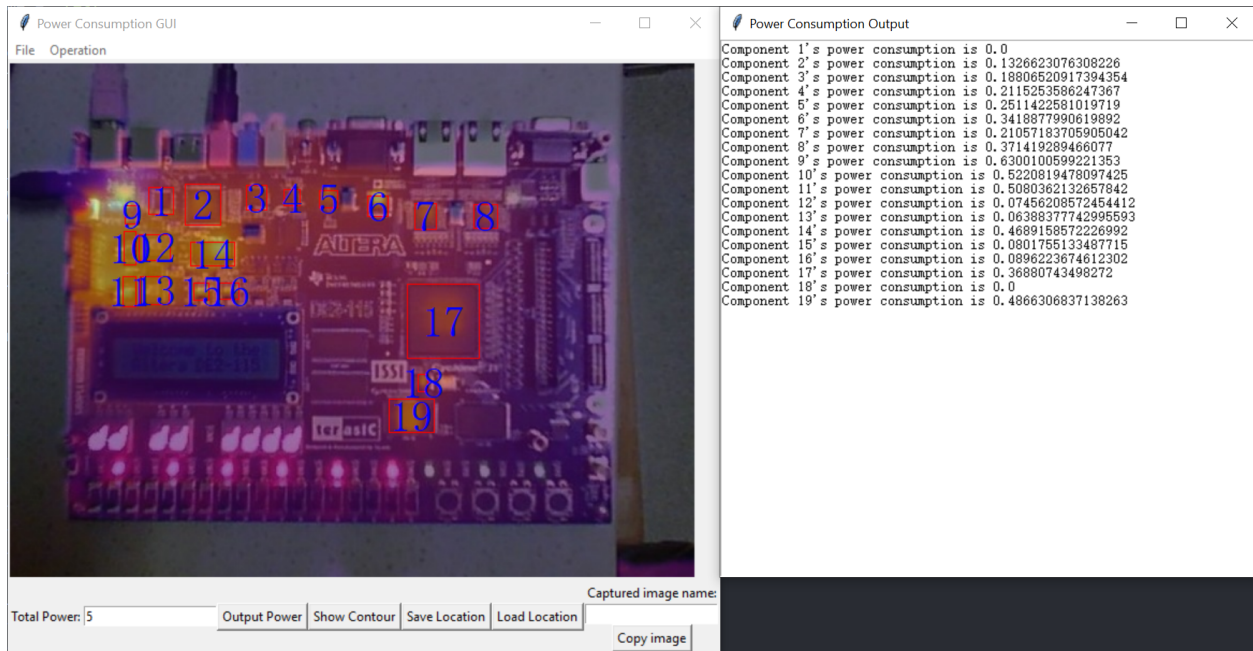 Power Consumption GUI
File Operation
1 2 3 4 5 6 7 8
9
10 12 14
11 13 15 16
ALTERA
Texas
Instruments
DE2-115
17
Welcome to the
Altera DE2-115
ISSI
18
19
terasIC
Captured image name:
Total Power: 5 Output Power Show Contour Save Location Load Location
Copy image
Power Consumption Output
Component 1's power consumption is 0.0
Component 2's power consumption is 0.1326623076308226
Component 3's power consumption is 0.18806520917394354
Component 4's power consumption is 0.2115253586247367
Component 5's power consumption is 0.2511422581019719
Component 6's power consumption is 0.3418877990619892
Component 7's power consumption is 0.21057183705905042
Component 8's power consumption is 0.371419289466077
Component 9's power consumption is 0.6300100599221353
Component 10's power consumption is 0.5220819478097425
Component 11's power consumption is 0.5080362132657842
Component 12's power consumption is 0.07456208572454412
Component 13's power consumption is 0.06388377742995593
Component 14's power consumption is 0.4689158572226992
Component 15's power consumption is 0.0801755133487715
Component 16's power consumption is 0.0896223674612302
Component 17's power consumption is 0.36880743498272
Component 18's power consumption is 0.0
Component 19's power consumption is 0.4866306837138263